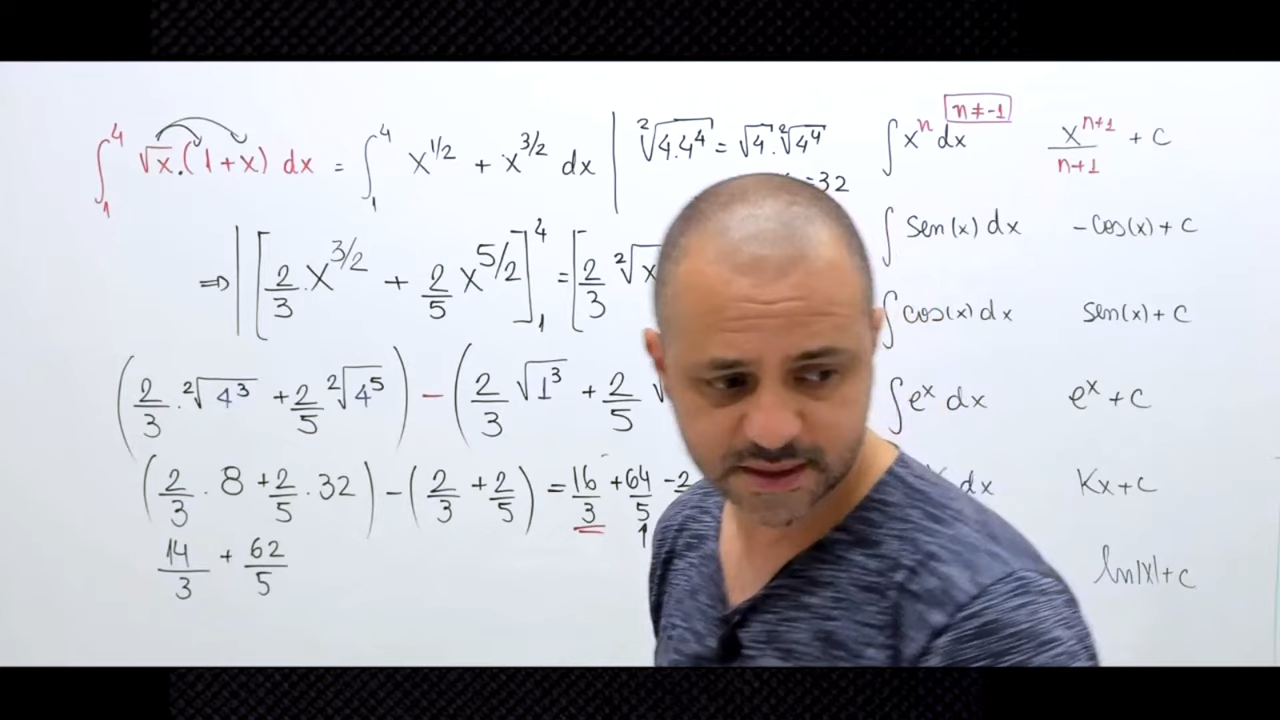 ∫₁⁴ √x.(1+x) dx = ∫₁⁴ x^{1/2} + x^{3/2} dx
²√4.4⁴ = √4.²√4⁴
=32
⇒ [2/3.x^{3/2} + 2/5 x^{5/2}]₁⁴ = [2/3 ²√x
(2/3.²√4³ + 2/5 ²√4⁵) − (2/3 √1³ + 2/5 √
(2/3.8 + 2/5.32) − (2/3 + 2/5) = 16/3 + 64/5 − 2
14/3 + 62/5
n≠-1
∫xⁿdx x^{n+1}/n+1 + C
∫sen(x) dx -cos(x)+C
∫cos(x)dx sen(x)+C
∫eˣ dx eˣ+C
dx Kx+C
ln|x|+C